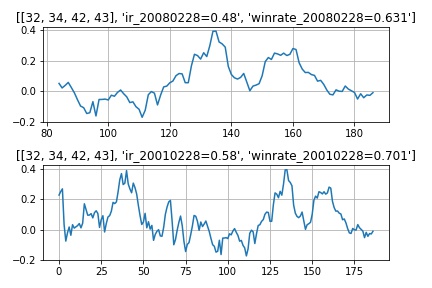 [[32, 34, 42, 43], 'ir_20080228=0.48', 'winrate_20080228=0.631']
0.4
0.2
0.0
−0.2
80 100 120 140 160 180
[[32, 34, 42, 43], 'ir_20010228=0.58', 'winrate_20010228=0.701']
0.4
0.2
0.0
−0.2
0 25 50 75 100 125 150 175